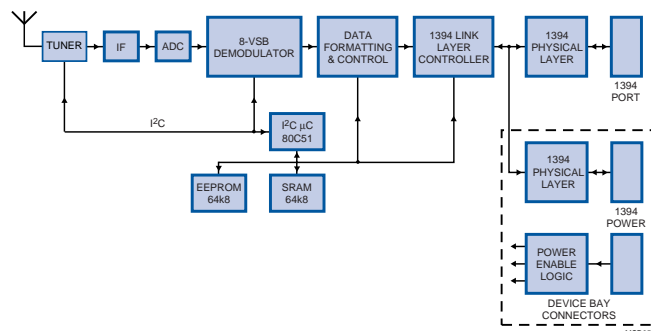 TUNER
IF
ADC
8-VSB
DEMODULATOR
DATA
FORMATTING
& CONTROL
1394 LINK
LAYER
CONTROLLER
1394
PHYSICAL
LAYER
1394
PORT
I²C
I²C µC
80C51
EEPROM
64k8
SRAM
64k8
1394
PHYSICAL
LAYER
1394
POWER
POWER
ENABLE
LOGIC
DEVICE BAY
CONNECTORS